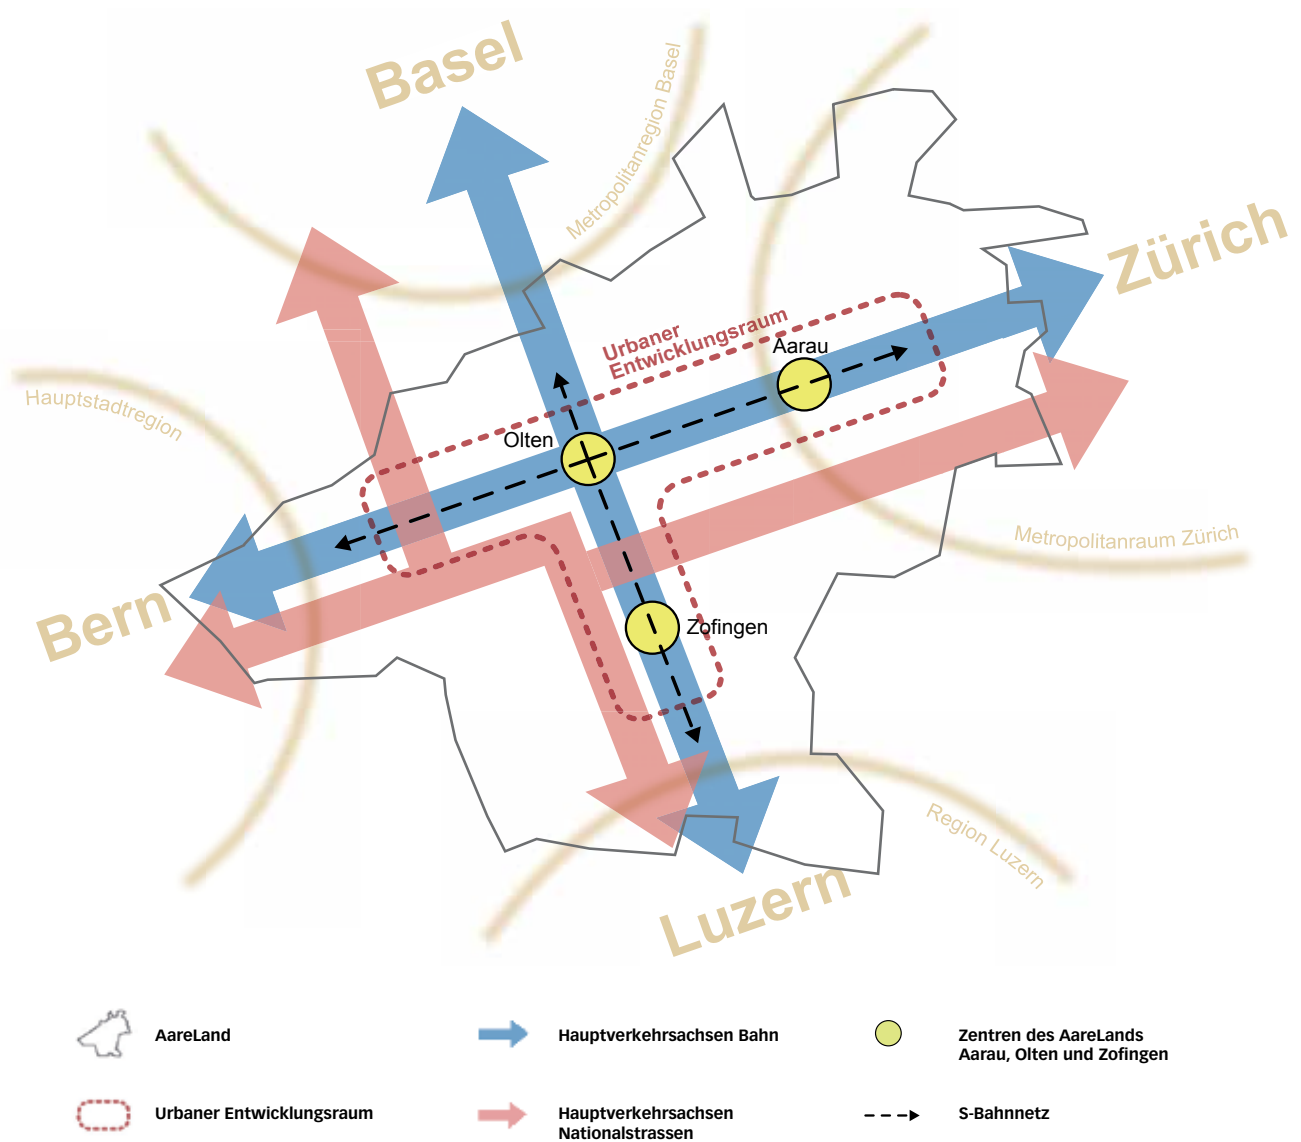 Basel
Metropolitanregion Basel
Zürich
Urbaner
Entwicklungsraum
Aarau
Hauptstadtregion
Olten
Metropolitanraum Zürich
Bern
Zofingen
Region Luzern
Luzern
AareLand
Hauptverkehrsachsen Bahn
Zentren des AareLands
Aarau, Olten und Zofingen
Urbaner Entwicklungsraum
Hauptverkehrsachsen
Nationalstrassen
S-Bahnnetz